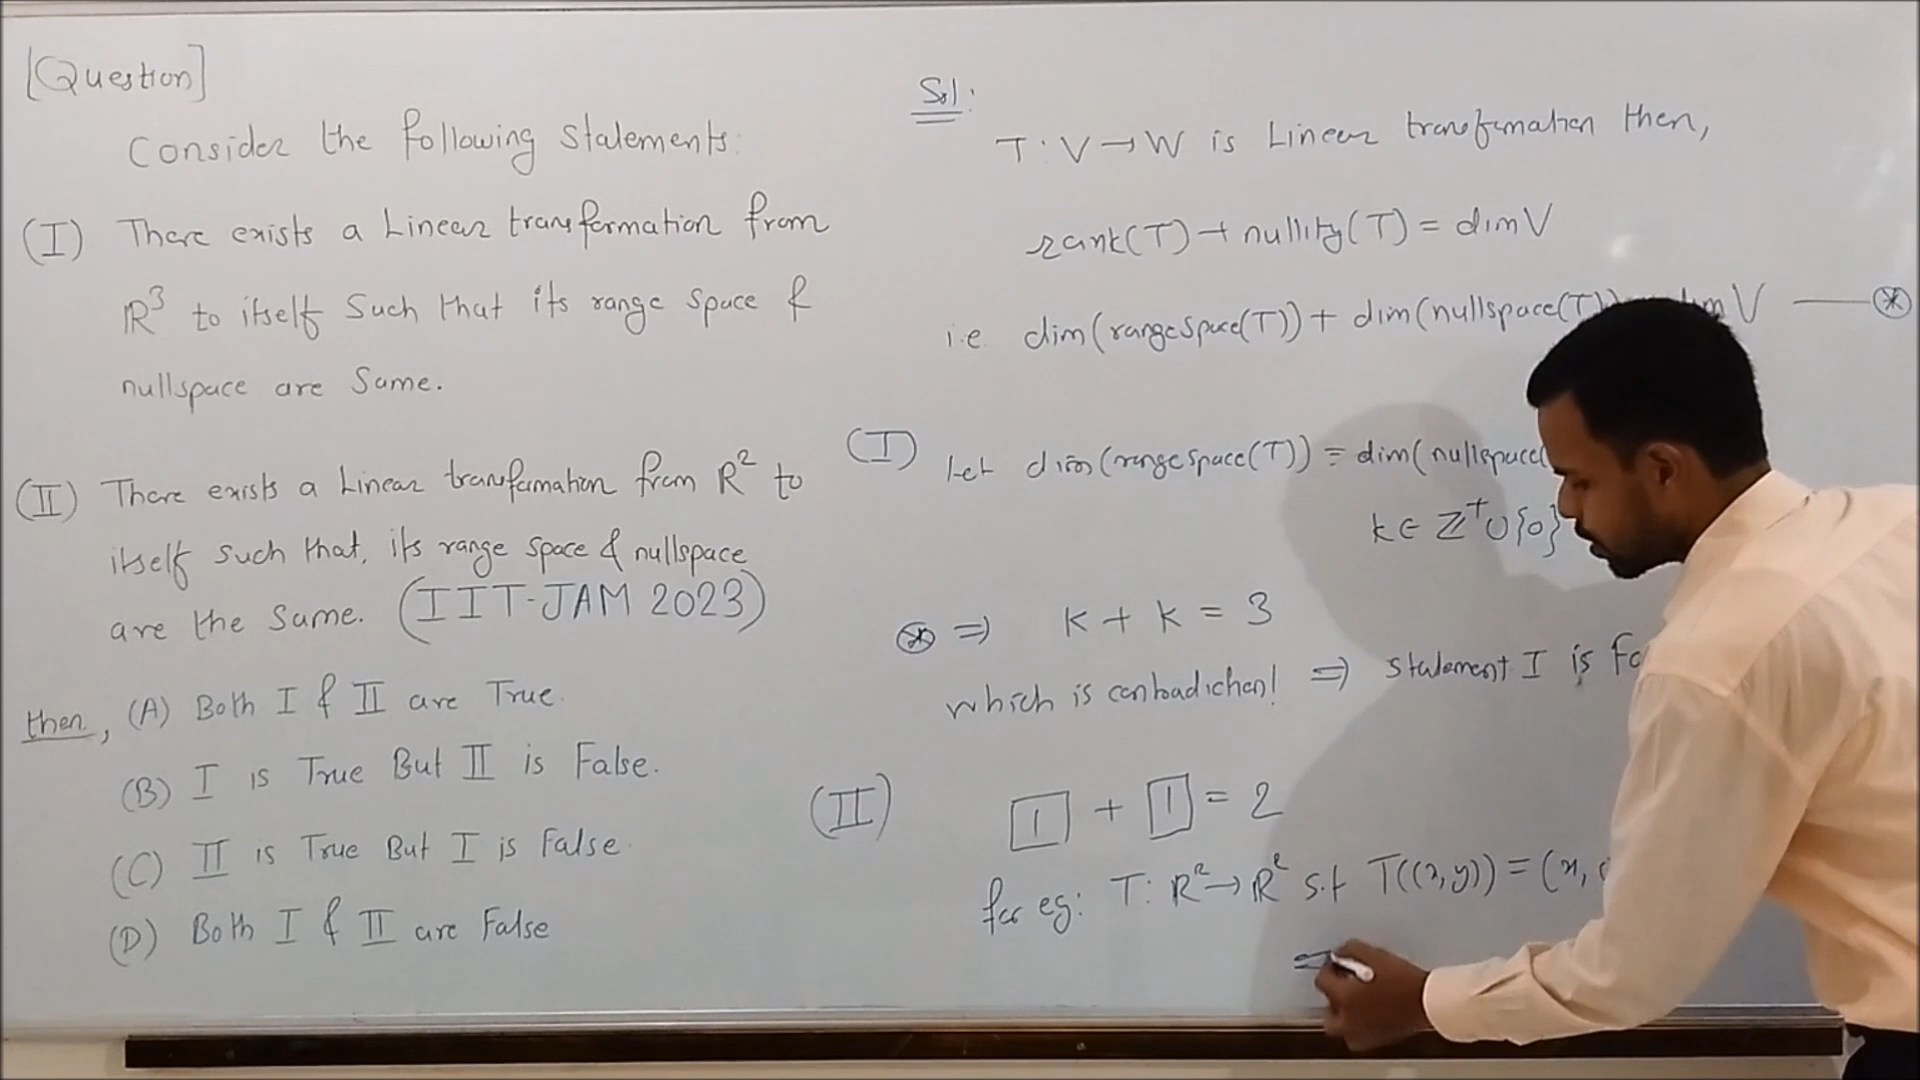 [Question]
Consider the following statements:
(I) There exists a Linear transformation from
R³ to itself such that its range space &
nullspace are same.
(II) There exists a Linear transformation from R² to
itself such that, its range space & nullspace
are the same. (IIT-JAM 2023)
then, (A) Both I & II are True.
(B) I is True But II is False.
(C) II is True But I is False.
(D) Both I & II are False
Sol:
T: V → W is Linear transformation then,
rank(T) + nullity(T) = dim V
i.e dim(rangespace(T)) + dim(nullspace(T)) V — ⊛
(I) Let dim(rangespace(T)) = dim(nullspace(
k ∈ Z⁺ ∪ {0}
⊛ ⇒ k + k = 3
which is contradiction! ⇒ statement I is
(II) 1 + 1 = 2
for eg: T: R² → R² s.t T((x,y)) = (x,